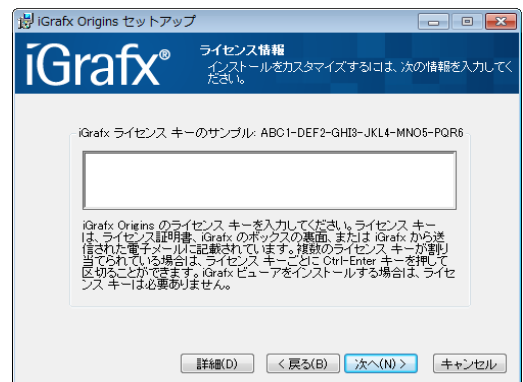 iGrafx Origins セットアップ
iGrafx®
ライセンス情報
インストールをカスタマイズするには、次の情報を入力してく
ださい。
iGrafx ライセンス キーのサンプル: ABC1-DEF2-GHI3-JKL4-MNO5-PQR6
iGrafx Origins のライセンス キーを入力してください。ライセンス キー
は、ライセンス証明書、iGrafx のボックスの裏面、または iGrafx から送
信された電子メールに記載されています。複数のライセンス キーが割り
当てられている場合は、ライセンス キーごとに Ctrl-Enter キーを押して
区切ることができます。iGrafx ビューアをインストールする場合は、ライセ
ンス キーは必要ありません。
詳細(D) < 戻る(B) 次へ(N) > キャンセル